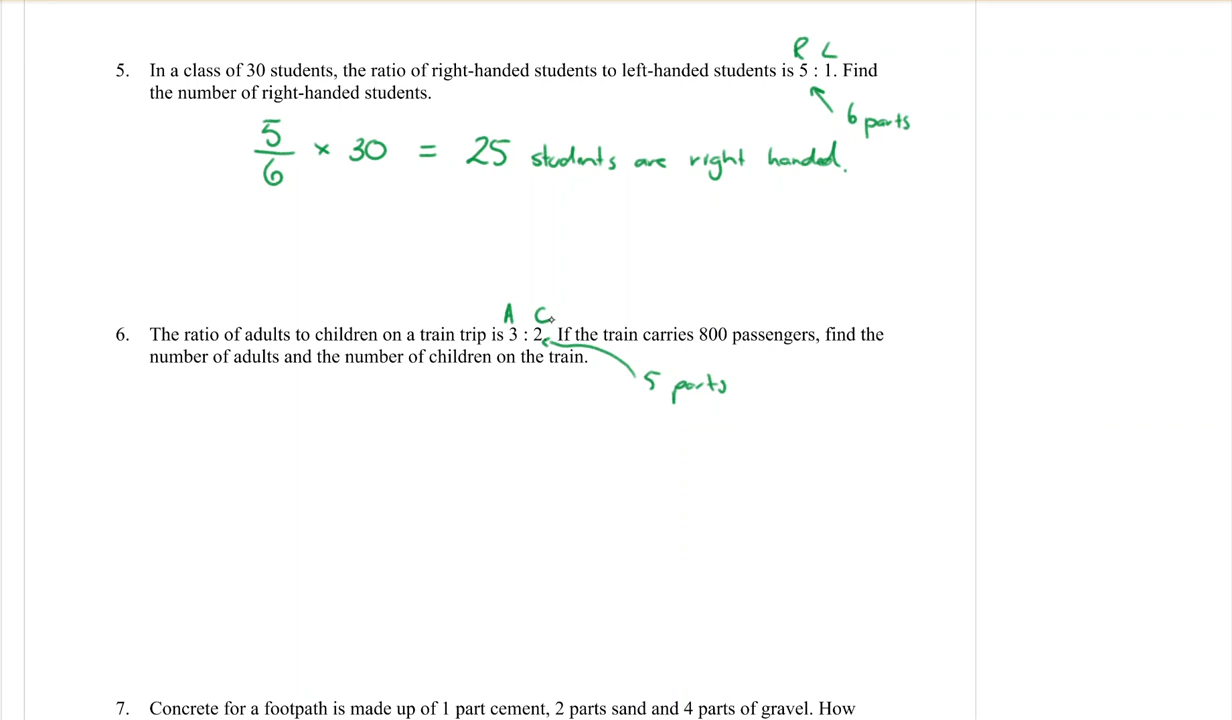 R L
5. In a class of 30 students, the ratio of right-handed students to left-handed students is 5 : 1. Find
the number of right-handed students.
6 parts
5/6 × 30 = 25 students are right handed.
A C
6. The ratio of adults to children on a train trip is 3 : 2. If the train carries 800 passengers, find the
number of adults and the number of children on the train.
5 parts
7. Concrete for a footpath is made up of 1 part cement, 2 parts sand and 4 parts of gravel. How